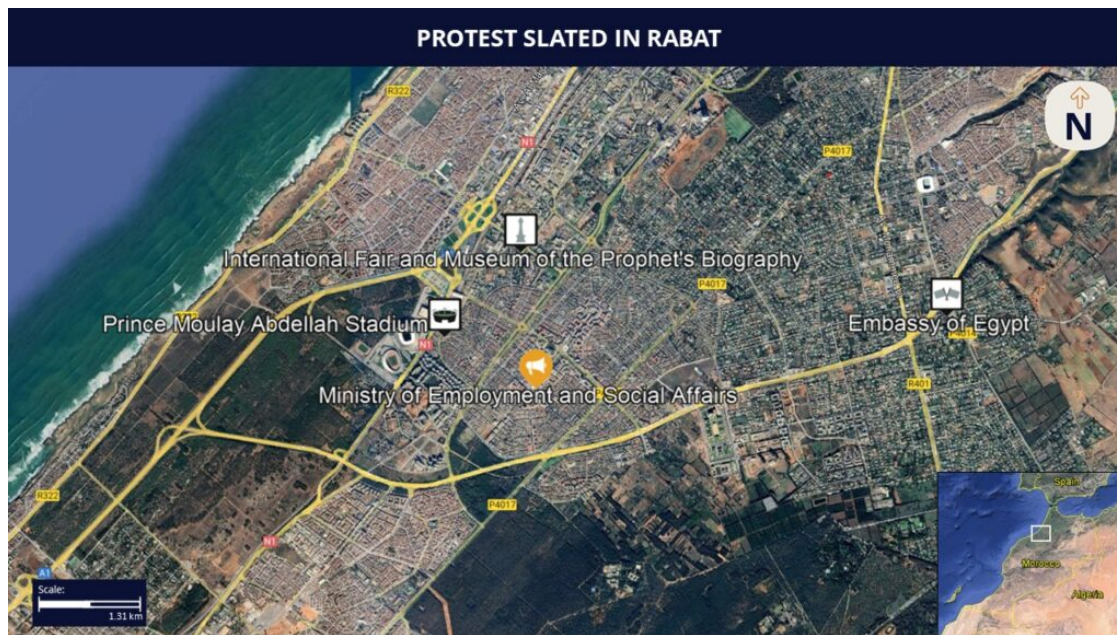 PROTEST SLATED IN RABAT
R322
N
N1
P4017
International Fair and Museum of the Prophet's Biography
P4017
Prince Moulay Abdellah Stadium
Embassy of Egypt
N1
Ministry of Employment and Social Affairs
R401
R322
P4017
Spain
N1
Morocco
A1
Algeria
Scale:
1.31 km